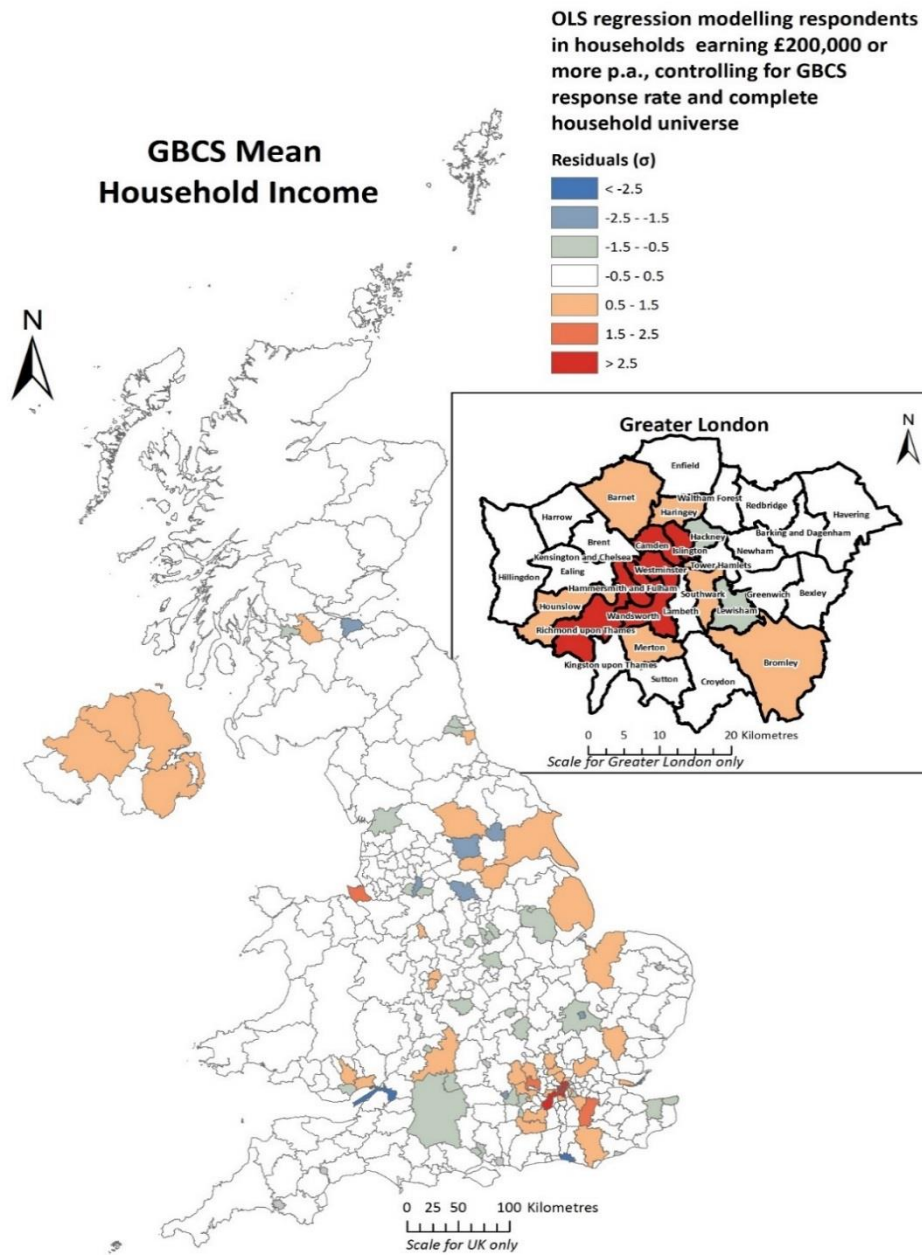 OLS regression modelling respondents
in households earning £200,000 or
more p.a., controlling for GBCS
response rate and complete
household universe
GBCS Mean
Household Income
Residuals (σ)
< -2.5
-2.5 - -1.5
-1.5 - -0.5
-0.5 - 0.5
0.5 - 1.5
1.5 - 2.5
> 2.5
N
Greater London
N
Enfield
Barnet
Waltham Forest
Haringey
Redbridge
Havering
Harrow
Hackney
Barking and Dagenham
Brent
Camden
Islington
Newham
Kensington and Chelsea
Westminster
Tower Hamlets
Hillingdon
Ealing
Hammersmith and Fulham
Southwark
Greenwich
Bexley
Hounslow
Wandsworth
Lambeth
Lewisham
Richmond upon Thames
Merton
Bromley
Kingston upon Thames
Sutton
Croydon
0 5 10 20 Kilometres
Scale for Greater London only
0 25 50 100 Kilometres
Scale for UK only